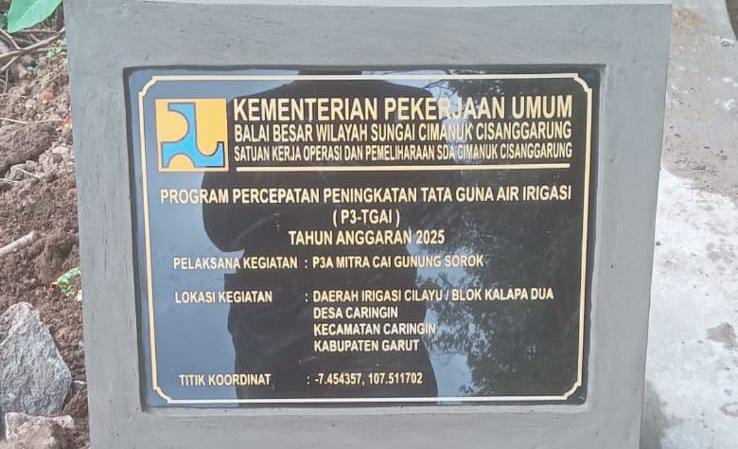 KEMENTERIAN PEKERJAAN UMUM
BALAI BESAR WILAYAH SUNGAI CIMANUK CISANGGARUNG
SATUAN KERJA OPERASI DAN PEMELIHARAAN SDA CIMANUK CISANGGARUNG
PROGRAM PERCEPATAN PENINGKATAN TATA GUNA AIR IRIGASI
( P3-TGAI )
TAHUN ANGGARAN 2025
PELAKSANA KEGIATAN : P3A MITRA CAI GUNUNG SOROK
LOKASI KEGIATAN : DAERAH IRIGASI CILAYU / BLOK KALAPA DUA
DESA CARINGIN
KECAMATAN CARINGIN
KABUPATEN GARUT
TITIK KOORDINAT : -7.454357, 107.511702